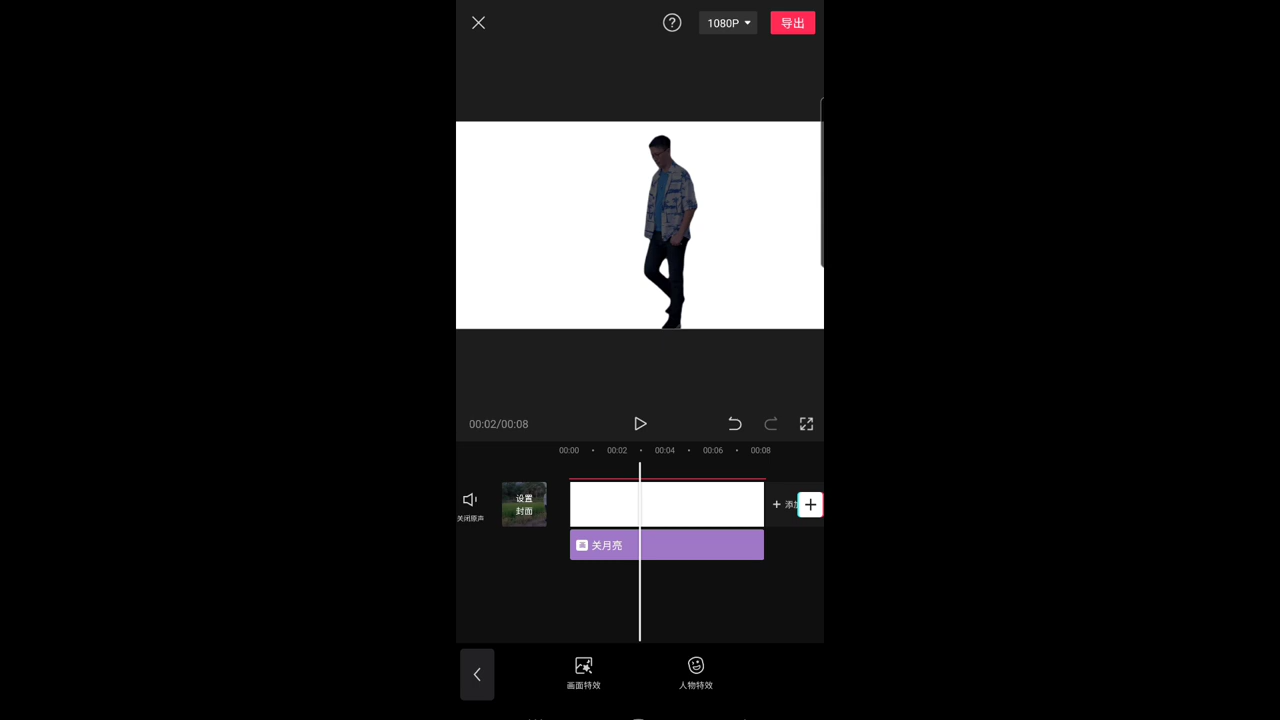 1080P
导出
00:02/00:08
00:00
00:02
00:04
00:06
00:08
关闭原声
设置
封面
+ 添加
关月亮
画面特效
人物特效